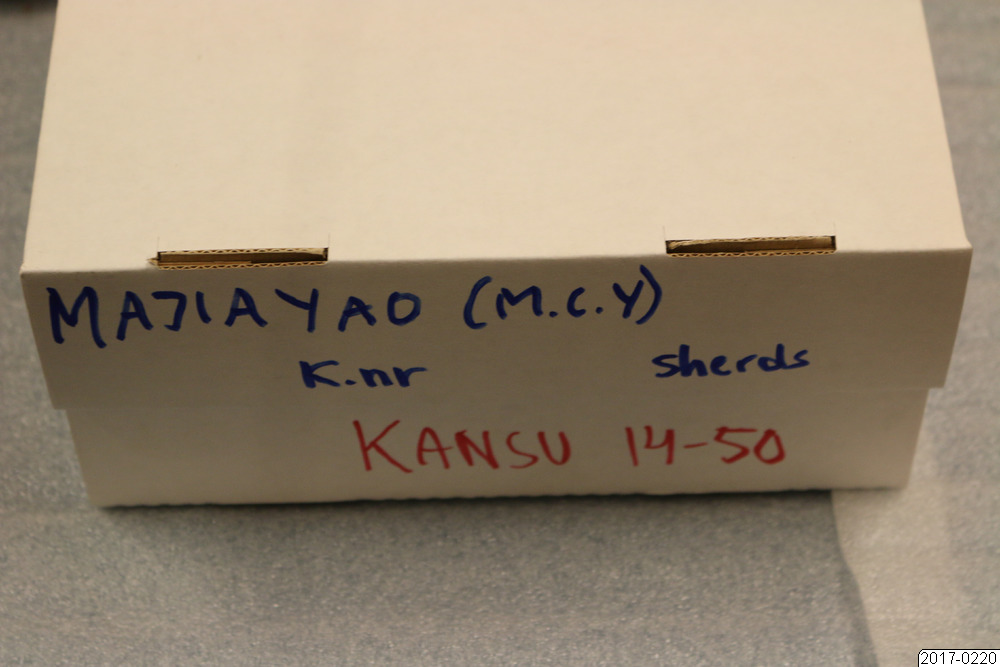 MAJIAYAO (M.C.Y)
K.nr sherds
KANSU 14-50
2017-0220